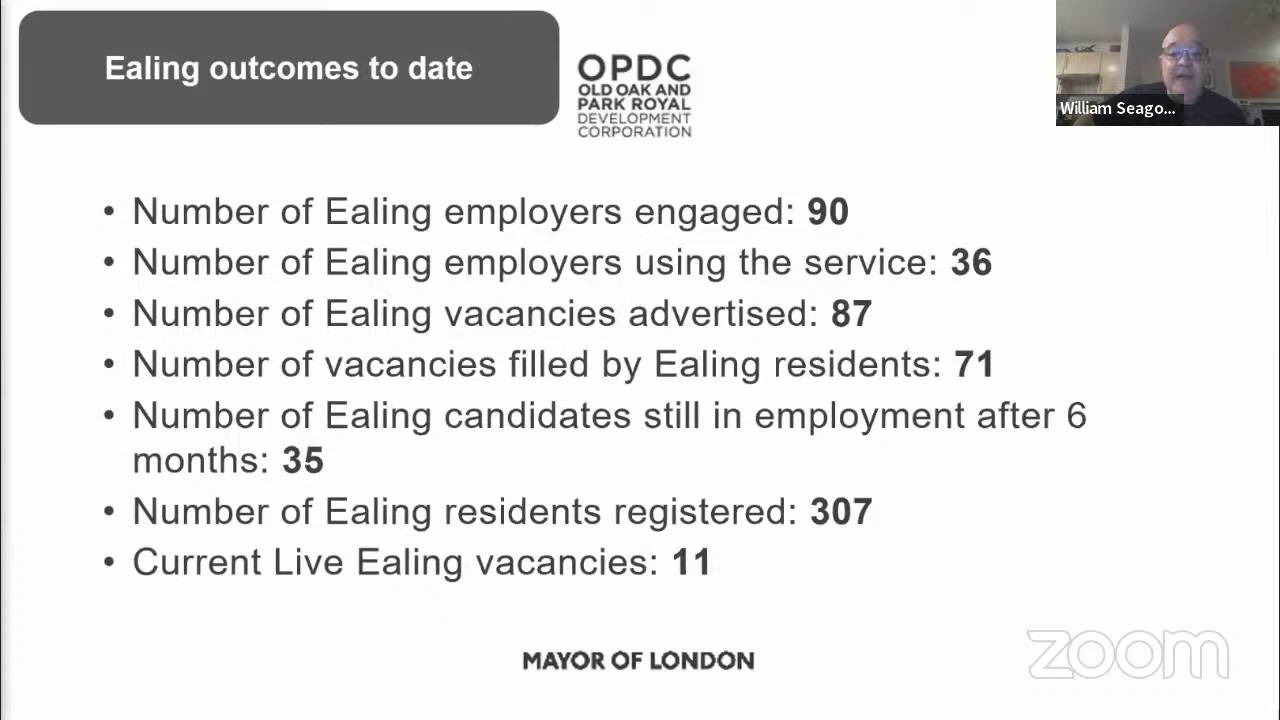 Ealing outcomes to date
OPDC
OLD OAK AND
PARK ROYAL
DEVELOPMENT
CORPORATION
William Seago...
• Number of Ealing employers engaged: 90
• Number of Ealing employers using the service: 36
• Number of Ealing vacancies advertised: 87
• Number of vacancies filled by Ealing residents: 71
• Number of Ealing candidates still in employment after 6
months: 35
• Number of Ealing residents registered: 307
• Current Live Ealing vacancies: 11
MAYOR OF LONDON
zoom